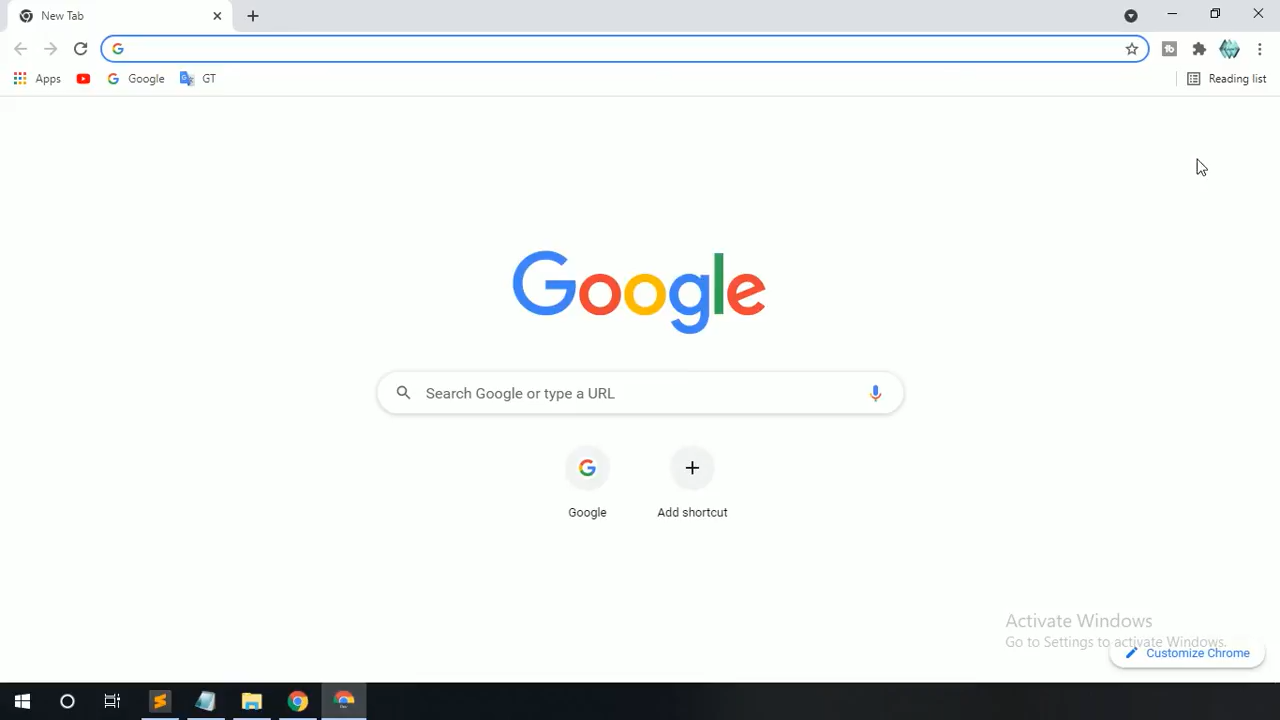 New Tab
Apps
Google
GT
Reading list
Google
Search Google or type a URL
Google
Add shortcut
Activate Windows
Go to Settings to activate Windows.
Customize Chrome